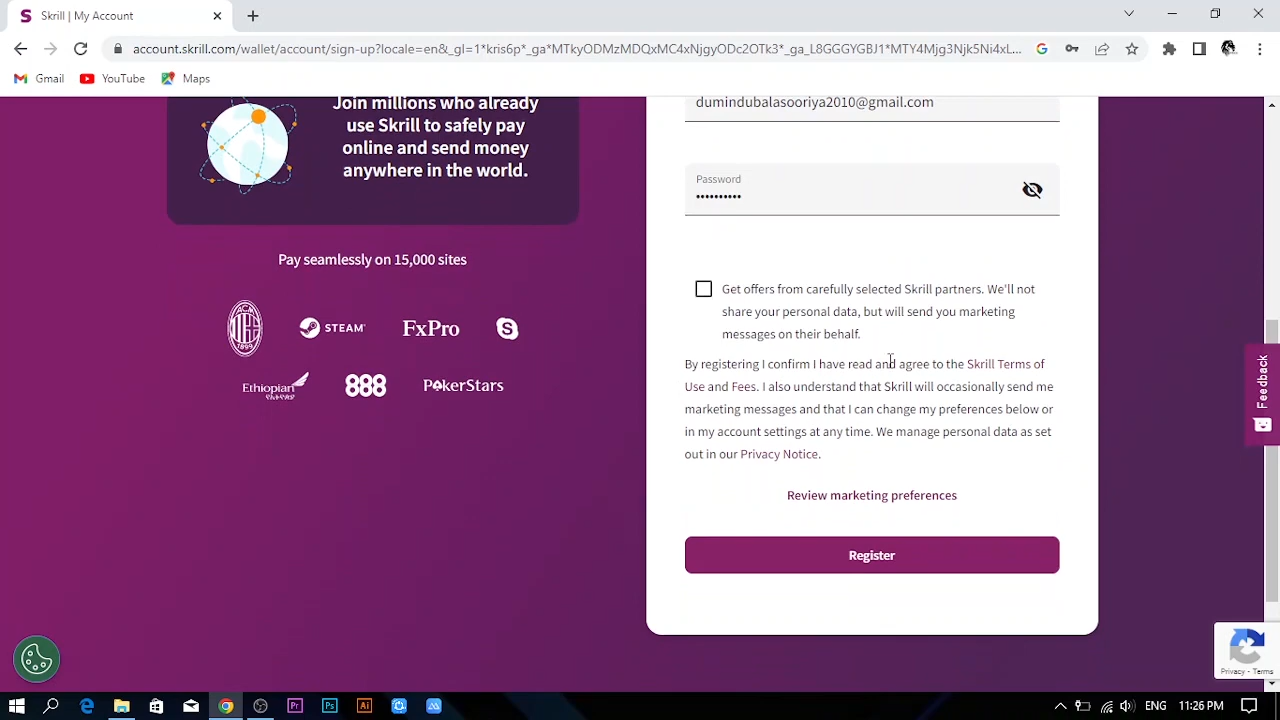 Skrill | My Account
account.skrill.com/wallet/account/sign-up?locale=en&_gl=1*kris6p*_ga*MTkyODMzMDQxMC4xNjgyODc2OTk3*_ga_L8GGGYGBJ1*MTY4Mjg3Njk5Ni4xL...
Gmail
YouTube
Maps
Join millions who already
use Skrill to safely pay
online and send money
anywhere in the world.
Pay seamlessly on 15,000 sites
1899
STEAM
FxPro
S
Ethiopian
888
PokerStars
dumindubalasooriya2010@gmail.com
Password
••••••••••
Get offers from carefully selected Skrill partners. We'll not
share your personal data, but will send you marketing
messages on their behalf.
By registering I confirm I have read and agree to the Skrill Terms of
Use and Fees. I also understand that Skrill will occasionally send me
marketing messages and that I can change my preferences below or
in my account settings at any time. We manage personal data as set
out in our Privacy Notice.
Review marketing preferences
Register
Feedback
Privacy - Terms
Pr
Ps
Ai
ENG
11:26 PM